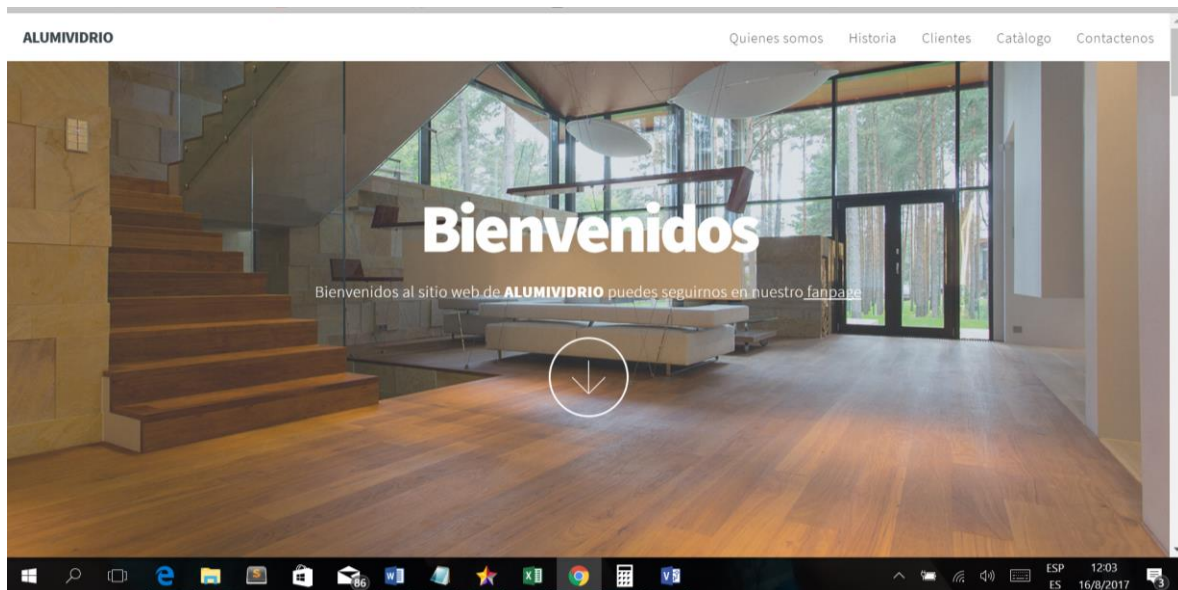 ALUMIVIDRIO
Quienes somos Historia Clientes Catàlogo Contactenos
Bienvenidos
Bienvenidos al sitio web de ALUMIVIDRIO puedes seguirnos en nuestro fanpage
86
ESP
ES
12:03
16/8/2017
3